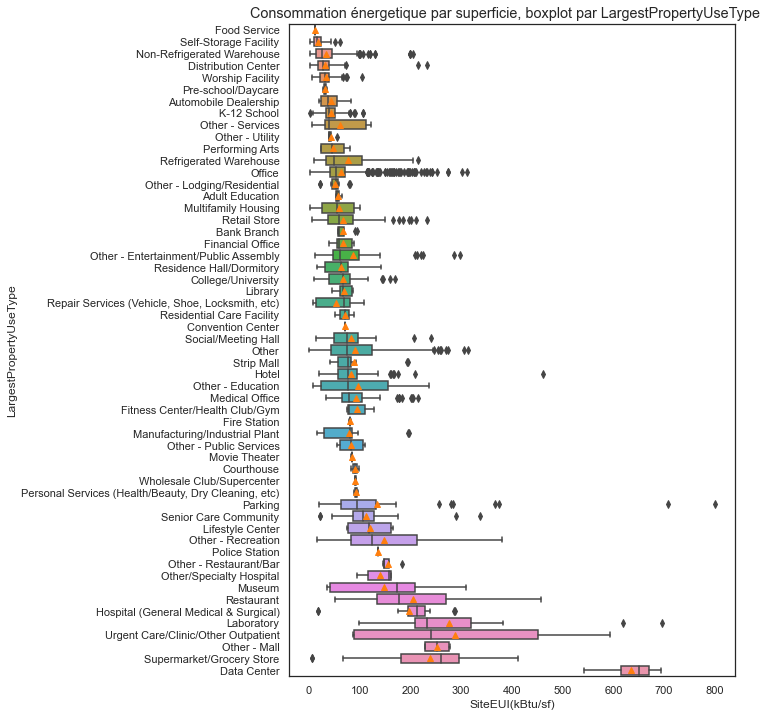 Consommation énergetique par superficie, boxplot par LargestPropertyUseType
LargestPropertyUseType
Food Service
Self-Storage Facility
Non-Refrigerated Warehouse
Distribution Center
Worship Facility
Pre-school/Daycare
Automobile Dealership
K-12 School
Other - Services
Other - Utility
Performing Arts
Refrigerated Warehouse
Office
Other - Lodging/Residential
Adult Education
Multifamily Housing
Retail Store
Bank Branch
Financial Office
Other - Entertainment/Public Assembly
Residence Hall/Dormitory
College/University
Library
Repair Services (Vehicle, Shoe, Locksmith, etc)
Residential Care Facility
Convention Center
Social/Meeting Hall
Other
Strip Mall
Hotel
Other - Education
Medical Office
Fitness Center/Health Club/Gym
Fire Station
Manufacturing/Industrial Plant
Other - Public Services
Movie Theater
Courthouse
Wholesale Club/Supercenter
Personal Services (Health/Beauty, Dry Cleaning, etc)
Parking
Senior Care Community
Lifestyle Center
Other - Recreation
Police Station
Other - Restaurant/Bar
Other/Specialty Hospital
Museum
Restaurant
Hospital (General Medical & Surgical)
Laboratory
Urgent Care/Clinic/Other Outpatient
Other - Mall
Supermarket/Grocery Store
Data Center
0 100 200 300 400 500 600 700 800
SiteEUI(kBtu/sf)